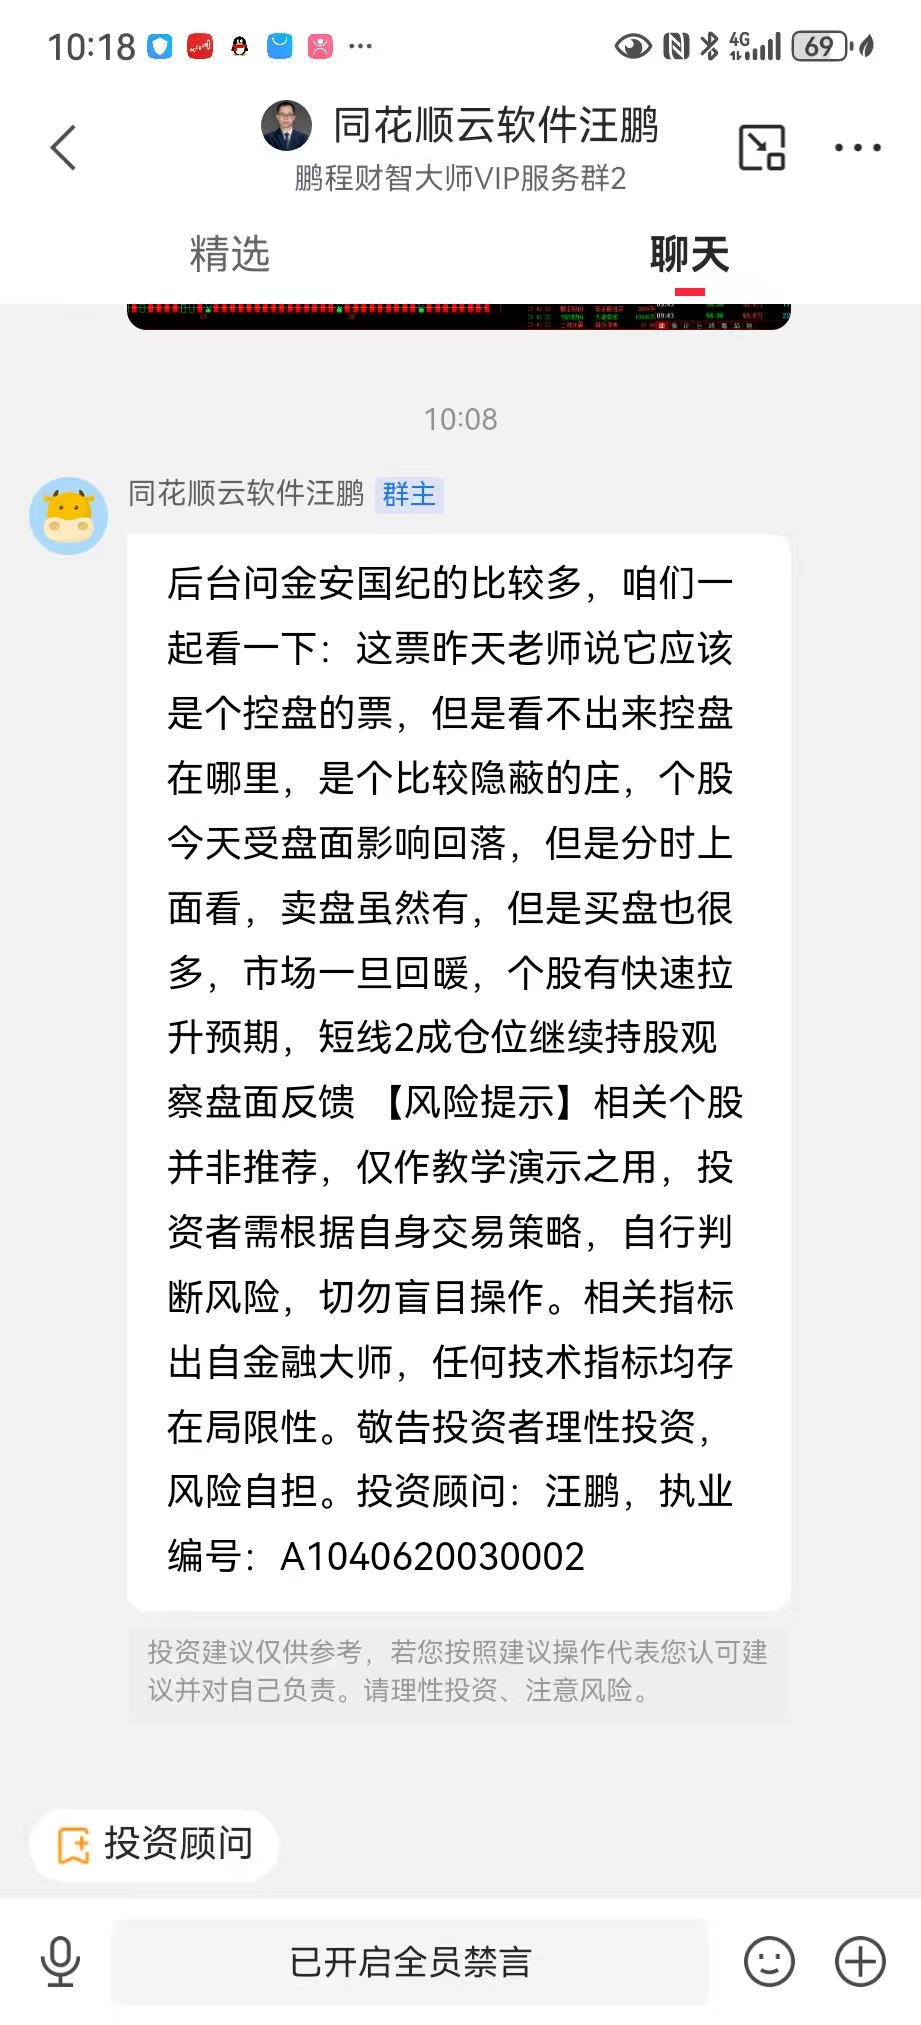 10:18
4G
69
同花顺云软件汪鹏
鹏程财智大师VIP服务群2
精选
聊天
09:43
10:08
同花顺云软件汪鹏 群主
后台问金安国纪的比较多，咱们一
起看一下：这票昨天老师说它应该
是个控盘的票，但是看不出来控盘
在哪里，是个比较隐蔽的庄，个股
今天受盘面影响回落，但是分时上
面看，卖盘虽然有，但是买盘也很
多，市场一旦回暖，个股有快速拉
升预期，短线2成仓位继续持股观
察盘面反馈 【风险提示】相关个股
并非推荐，仅作教学演示之用，投
资者需根据自身交易策略，自行判
断风险，切勿盲目操作。相关指标
出自金融大师，任何技术指标均存
在局限性。敬告投资者理性投资，
风险自担。投资顾问：汪鹏，执业
编号：A1040620030002
投资建议仅供参考，若您按照建议操作代表您认可建
议并对自己负责。请理性投资、注意风险。
投资顾问
已开启全员禁言